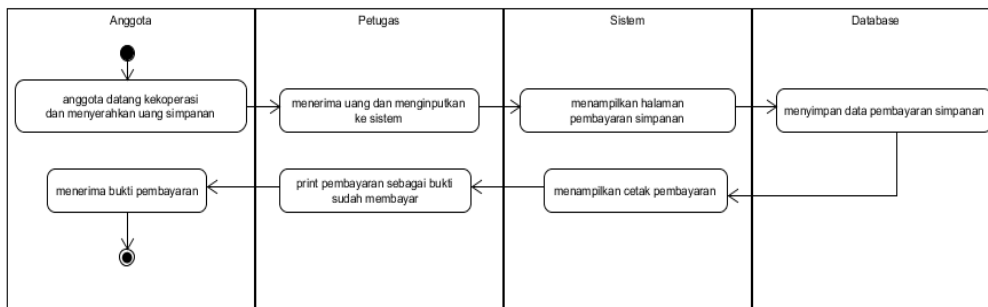 Anggota
Petugas
Sistem
Database
anggota datang kekoperasi
dan menyerahkan uang simpanan
menerima uang dan menginputkan
ke sistem
menampilkan halaman
pembayaran simpanan
menyimpan data pembayaran simpanan
menerima bukti pembayaran
print pembayaran sebagai bukti
sudah membayar
menampilkan cetak pembayaran